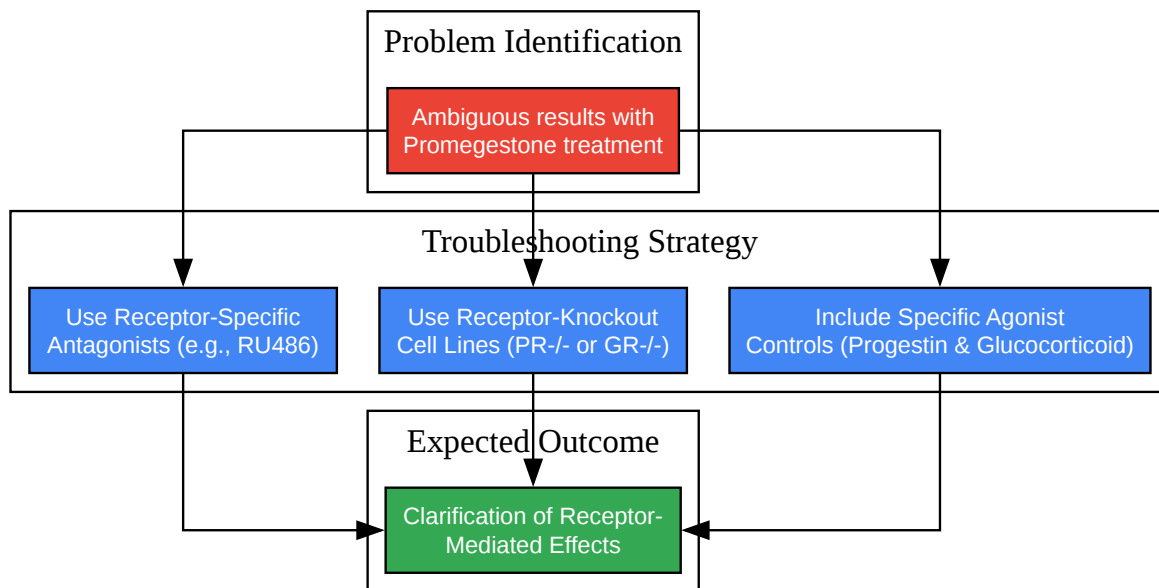 Problem Identification
Ambiguous results with
Promegestone treatment
Troubleshooting Strategy
Use Receptor-Specific
Antagonists (e.g., RU486)
Use Receptor-Knockout
Cell Lines (PR-/- or GR-/-)
Include Specific Agonist
Controls (Progestin & Glucocorticoid)
Expected Outcome
Clarification of Receptor-
Mediated Effects